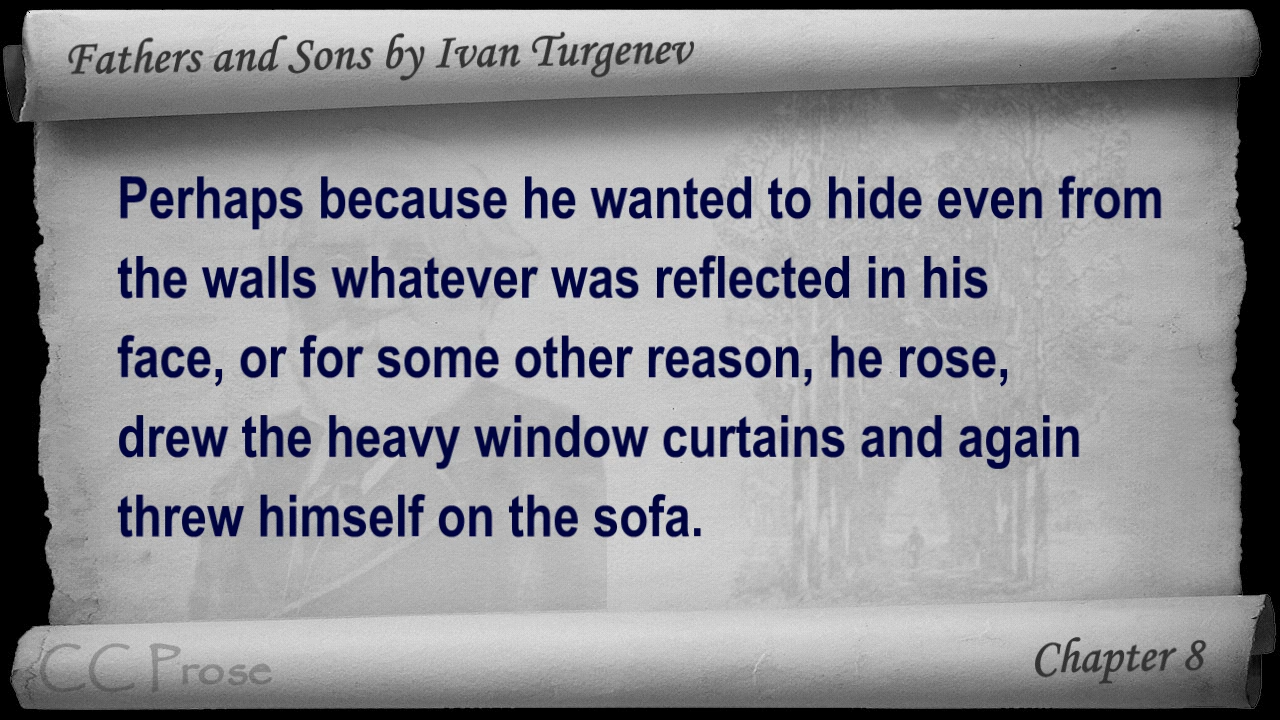 Fathers and Sons by Ivan Turgenev
Perhaps because he wanted to hide even from
the walls whatever was reflected in his
face, or for some other reason, he rose,
drew the heavy window curtains and again
threw himself on the sofa.
CC Prose
Chapter 8